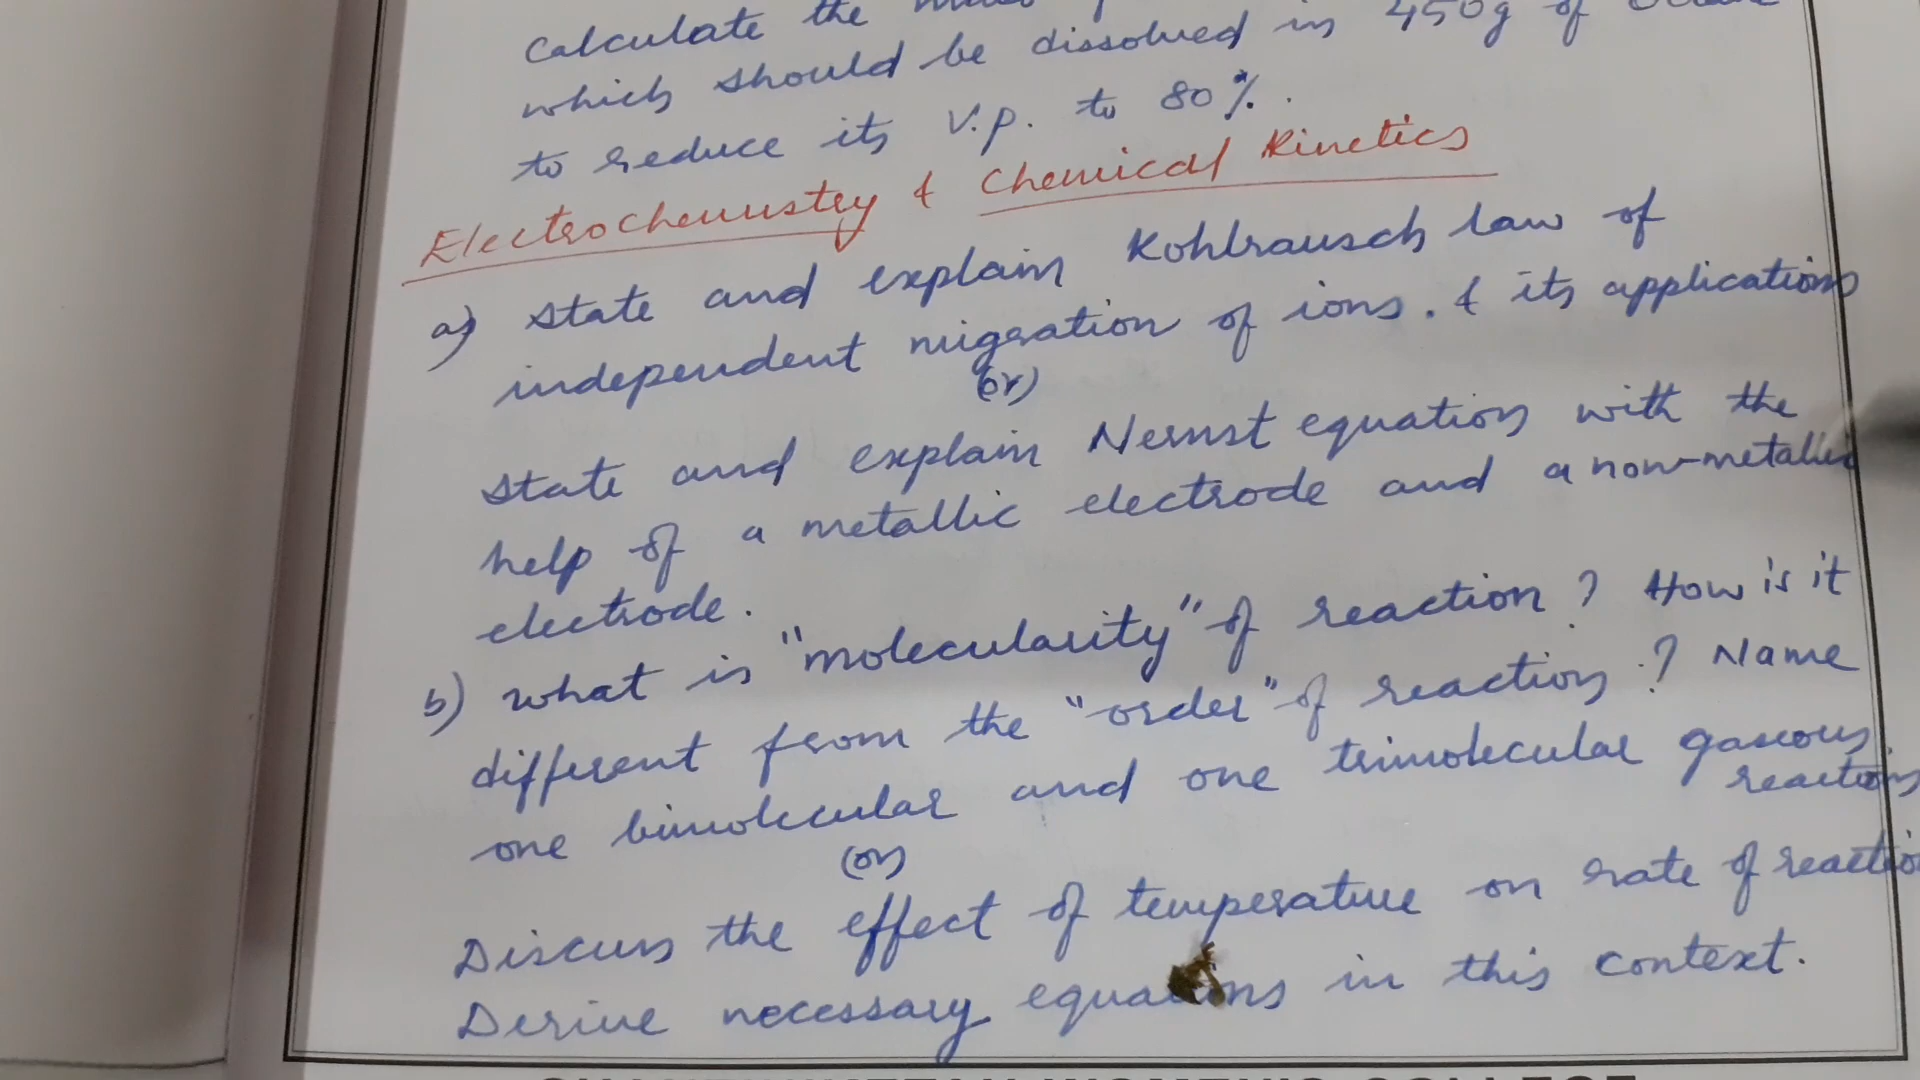 Calculate the
which should be dissolved in 450g of
to reduce its V.p. to 80%.
Electrochemistry & Chemical Kinetics
a) State and explain Kohlrausch law of
independent migration of ions. & its applications
(or)
State and explain Nernst equation with the
help of a metallic electrode and a non-metallic
electrode.
b) What is "molecularity" of reaction? How is it
different from the "order" of reaction? Name
one bimolecular and one trimolecular gaseous
reactions
(or)
Discuss the effect of temperature on rate of reaction
Derive necessary equations in this context.